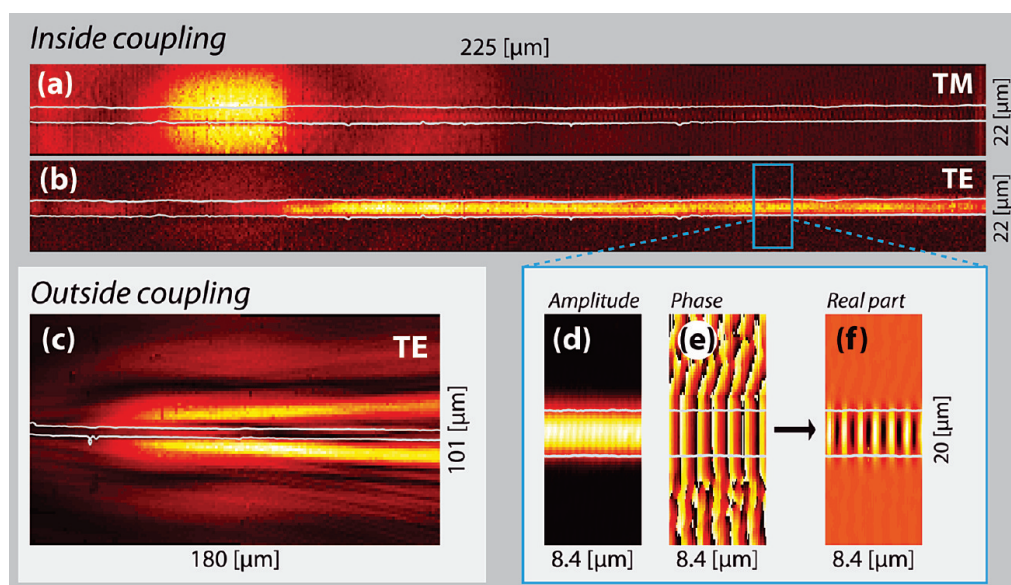 Inside coupling
225 [μm]
(a)
TM
22 [μm]
(b)
TE
22 [μm]
Outside coupling
(c)
TE
101 [μm]
180 [μm]
Amplitude
Phase
Real part
(d)
(e)
(f)
20 [μm]
8.4 [μm]
8.4 [μm]
8.4 [μm]